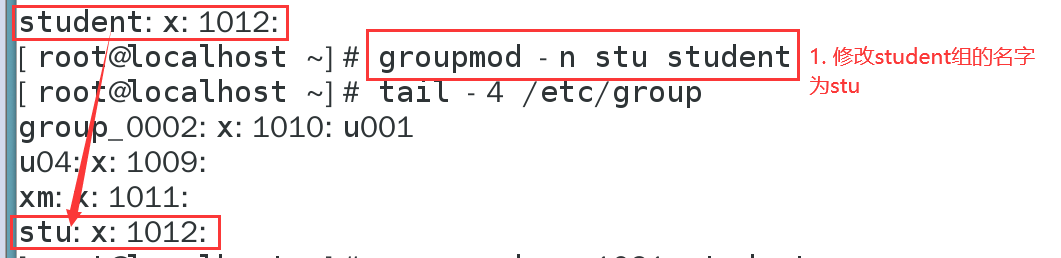 student:x:1012:
[root@localhost ~]# groupmod -n stu student
1. 修改student组的名字
为stu
[root@localhost ~]# tail -4 /etc/group
group_0002:x:1010:u001
u04:x:1009:
xm:x:1011:
stu:x:1012: